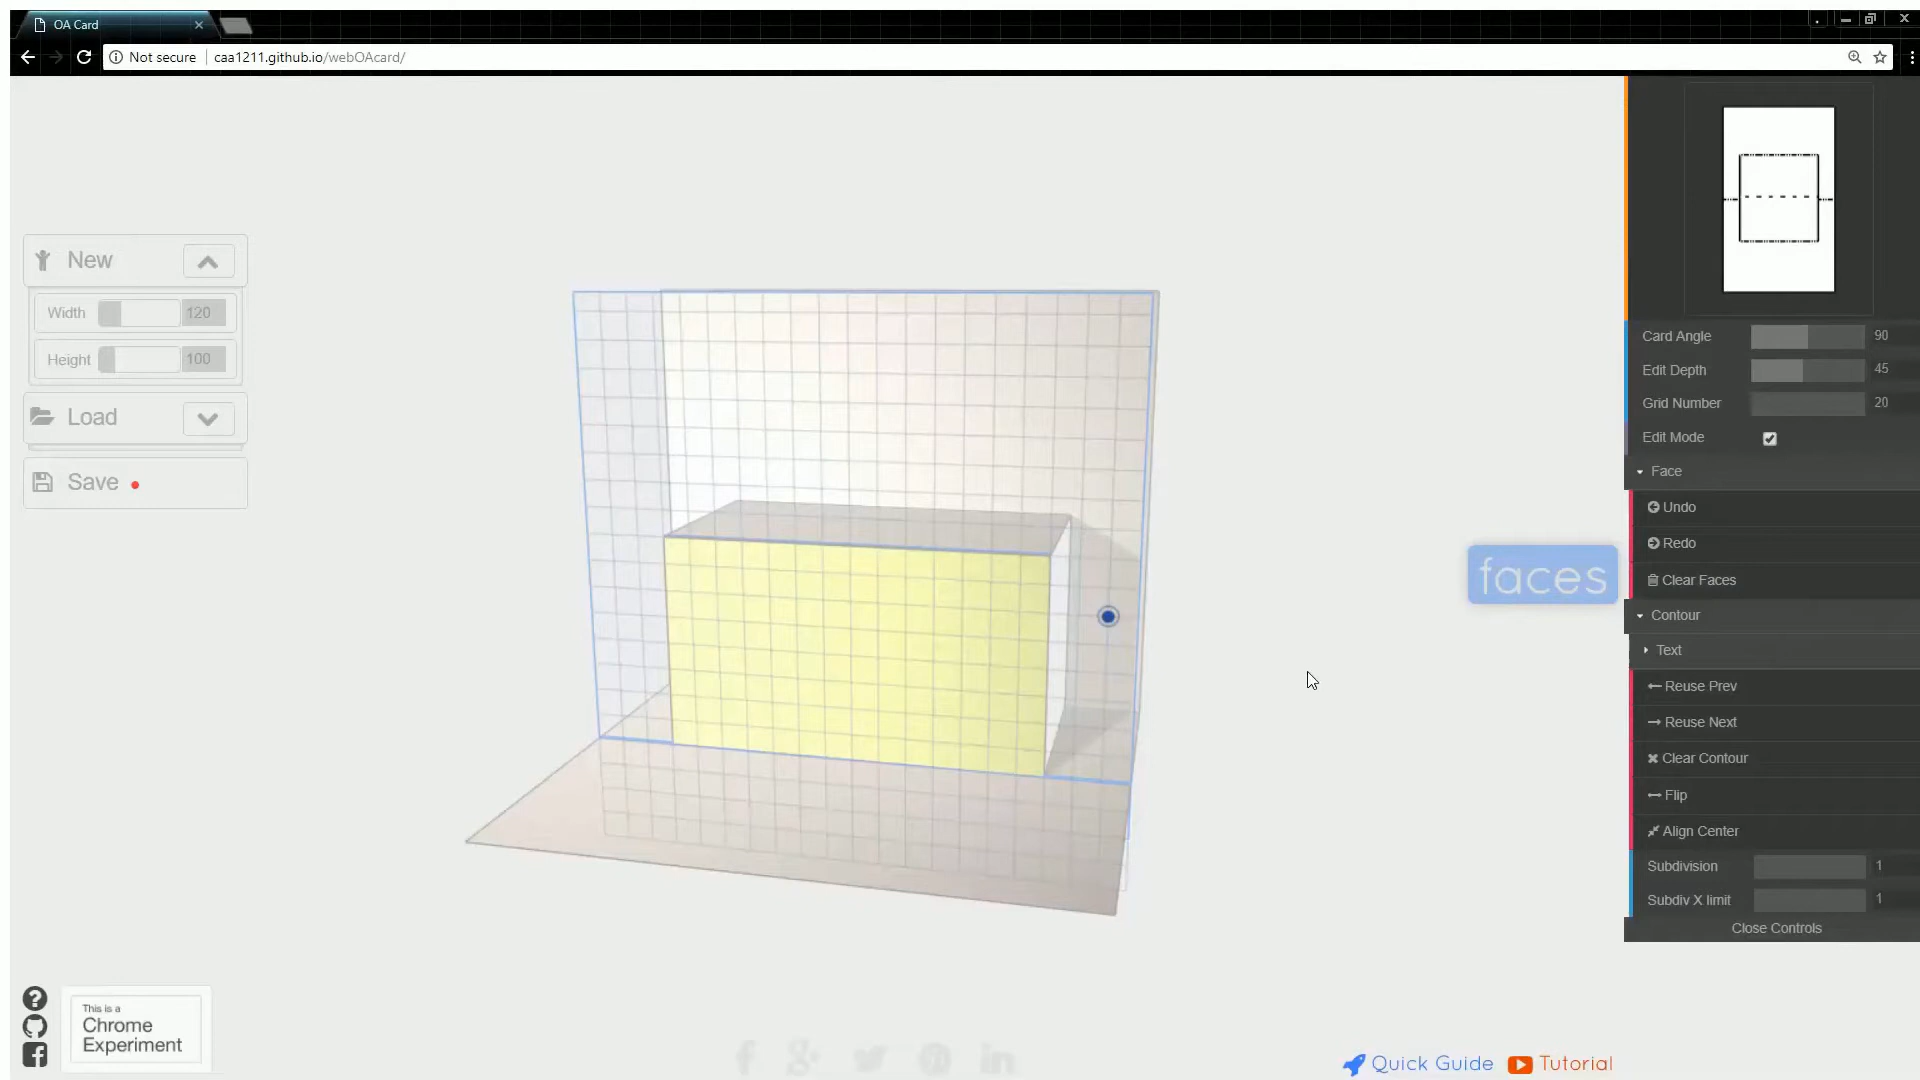 OA Card
Not secure
caa1211.github.io/webOAcard/
New
Width 120
Height 100
Load
Save
Card Angle 90
Edit Depth 45
Grid Number 20
Edit Mode
Face
Undo
Redo
Clear Faces
faces
Contour
Text
Reuse Prev
Reuse Next
Clear Contour
Flip
Align Center
Subdivision 1
Subdiv X limit 1
Close Controls
This is a
Chrome
Experiment
Quick Guide
Tutorial